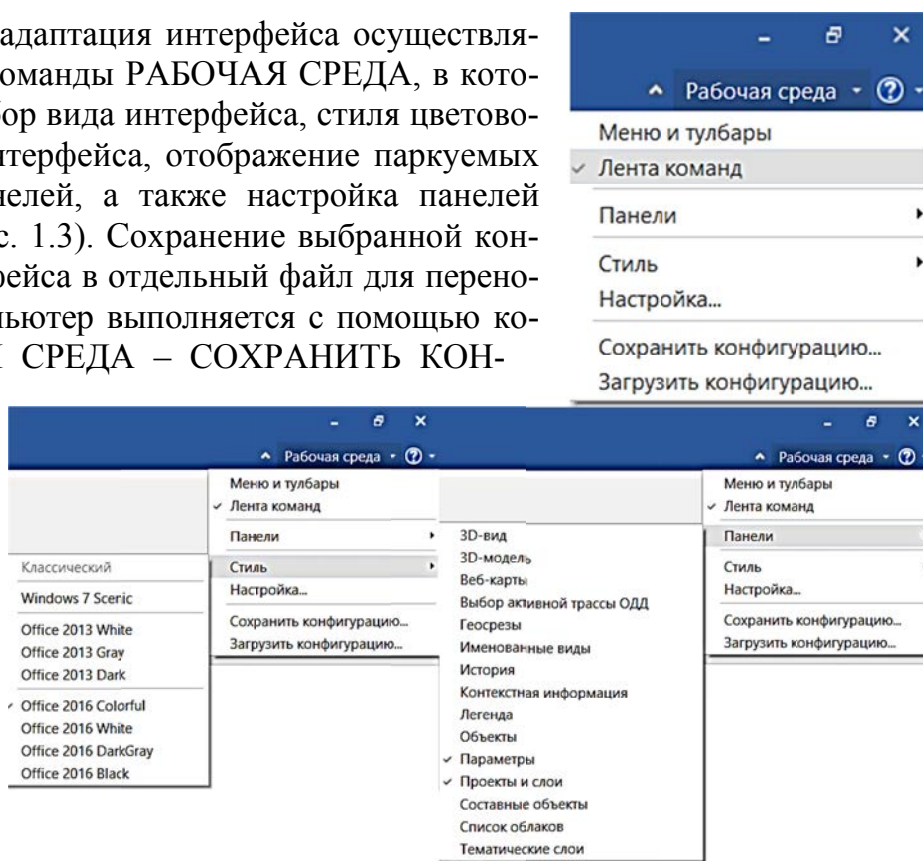 адаптация интерфейса осуществля-
оманды РАБОЧАЯ СРЕДА, в кото-
бор вида интерфейса, стиля цветово-
нтерфейса, отображение паркуемых
нелей, а также настройка панелей
с. 1.3). Сохранение выбранной кон-
фейса в отдельный файл для перено-
пьютер выполняется с помощью ко-
СРЕДА – СОХРАНИТЬ КОН-
Рабочая среда
Меню и тулбары
Лента команд
Панели
Стиль
Настройка...
Сохранить конфигурацию...
Загрузить конфигурацию...
Рабочая среда
Меню и тулбары
Лента команд
Панели
Стиль
Настройка...
Сохранить конфигурацию...
Загрузить конфигурацию...
Классический
Windows 7 Scenic
Office 2013 White
Office 2013 Gray
Office 2013 Dark
Office 2016 Colorful
Office 2016 White
Office 2016 DarkGray
Office 2016 Black
Рабочая среда
Меню и тулбары
Лента команд
Панели
Стиль
Настройка...
Сохранить конфигурацию...
Загрузить конфигурацию...
3D-вид
3D-модель
Веб-карты
Выбор активной трассы ОДД
Геосрезы
Именованные виды
История
Контекстная информация
Легенда
Объекты
Параметры
Проекты и слои
Составные объекты
Список облаков
Тематические слои